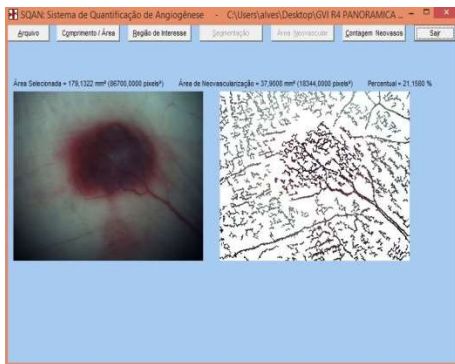 SQAN: Sistema de Quantificação de Angiogênese - C:\Users\alves\Desktop\GVI R4 PANORAMICA ...
Arquivo Comprimento / Área Região de Interesse Segmentação Área Neovascular Contagem Neovasos Sair
Área Selecionada = 179,1322 mm² (86700,0000 pixels²) Área de Neovascularização = 37,9008 mm² (18344,0000 pixels²) Percentual = 21,1580 %